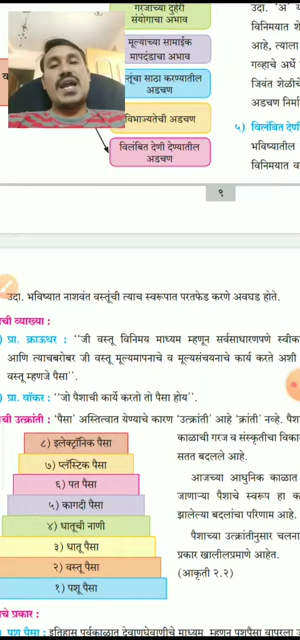 गरजाच्या दुहेरी
संयोगाचा अभाव
मूल्याच्या सामाईक
मापदंडाचा अभाव
तूंचा साठा करण्यातील
अडचण
विभाज्यतेची अडचण
विलंबित देणी देण्यातील
अडचण
उदा. 'अ'
विनिमयात शे
आहे, त्याला
गव्हाचे अर्धे
जिवंत शेळीचे
अडचण निर्मि
५) विलंबित देणी
भविष्यातील
विनिमयात व
९
उदा. भविष्यात नाशवंत वस्तूंची त्याच स्वरूपात परतफेड करणे अवघड होते.
ची व्याख्या :
प्रा. क्राऊथर : ''जी वस्तू विनिमय माध्यम म्हणून सर्वसाधारणपणे स्वीक
आणि त्याचबरोबर जी वस्तू मूल्यमापनाचे व मूल्यसंचयनाचे कार्य करते अशी
वस्तू म्हणजे पैसा''.
प्रा. वॉकर : ''जो पैशाची कार्ये करतो तो पैसा होय''.
ची उत्क्रांती : 'पैसा' अस्तित्वात येण्याचे कारण 'उत्क्रांती' आहे 'क्रांती' नव्हे. पैश
काळाची गरज व संस्कृतीचा विका
सतत बदलले आहे.
आजच्या आधुनिक काळात
जाणाऱ्या पैशाचे स्वरूप हा क
झालेल्या बदलांचा परिणाम आहे.
पैशाच्या उत्क्रांतीनुसार चलना
प्रकार खालीलप्रमाणे आहेत.
(आकृती २.२)
८) इलेक्ट्रॉनिक पैसा
७) प्लॅस्टिक पैसा
६) पत पैसा
५) कागदी पैसा
४) धातूची नाणी
३) धातू पैसा
२) वस्तू पैसा
१) पशू पैसा
चे प्रकार :
पशू पैसा : इतिहास पूर्वकाळात देवाणघेवाणीचे माध्यम म्हणून पशूपैसा वापरला ज